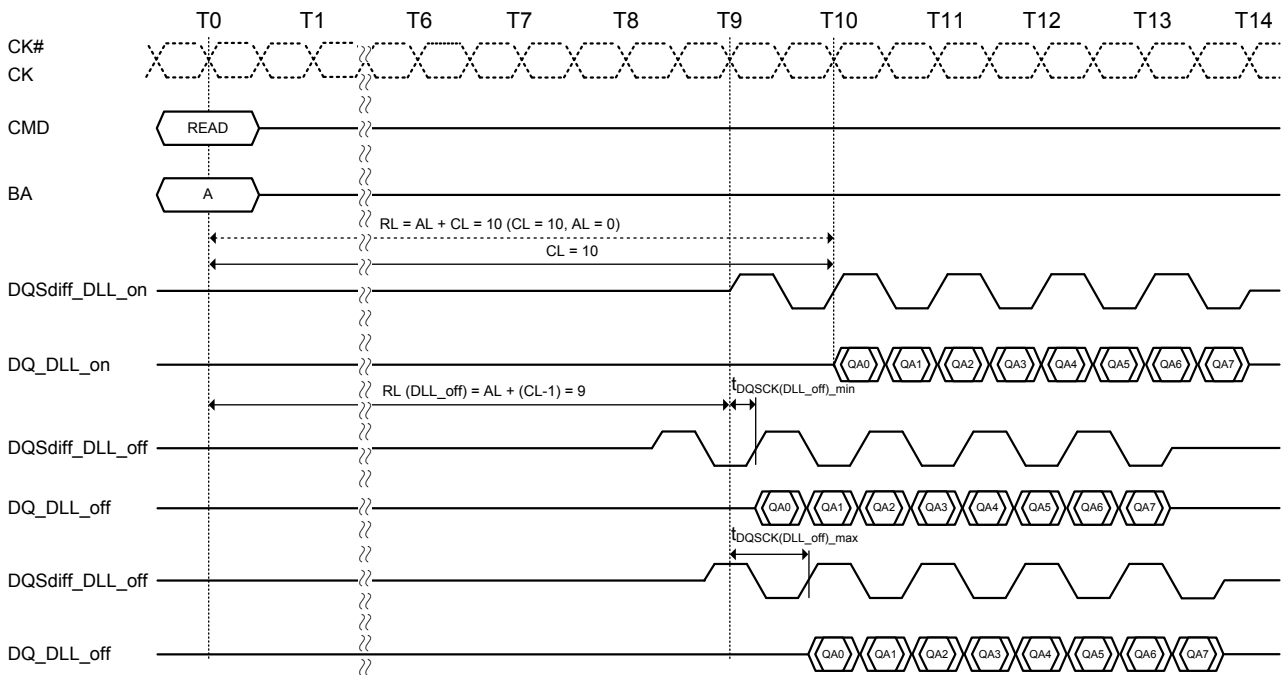 T0 T1 T6 T7 T8 T9 T10 T11 T12 T13 T14
CK#
CK
CMD READ
BA A
RL = AL + CL = 10 (CL = 10, AL = 0)
CL = 10
DQSdiff_DLL_on
DQ_DLL_on QA0 QA1 QA2 QA3 QA4 QA5 QA6 QA7
RL (DLL_off) = AL + (CL-1) = 9 tDQSCK(DLL_off)_min
DQSdiff_DLL_off
DQ_DLL_off QA0 QA1 QA2 QA3 QA4 QA5 QA6 QA7
tDQSCK(DLL_off)_max
DQSdiff_DLL_off
DQ_DLL_off QA0 QA1 QA2 QA3 QA4 QA5 QA6 QA7